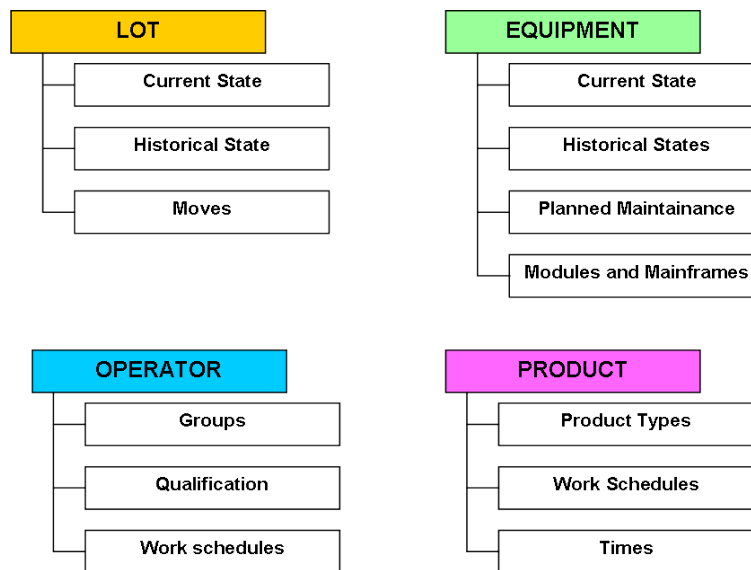 LOT
Current State
Historical State
Moves
EQUIPMENT
Current State
Historical States
Planned Maintainance
Modules and Mainframes
OPERATOR
Groups
Qualification
Work schedules
PRODUCT
Product Types
Work Schedules
Times